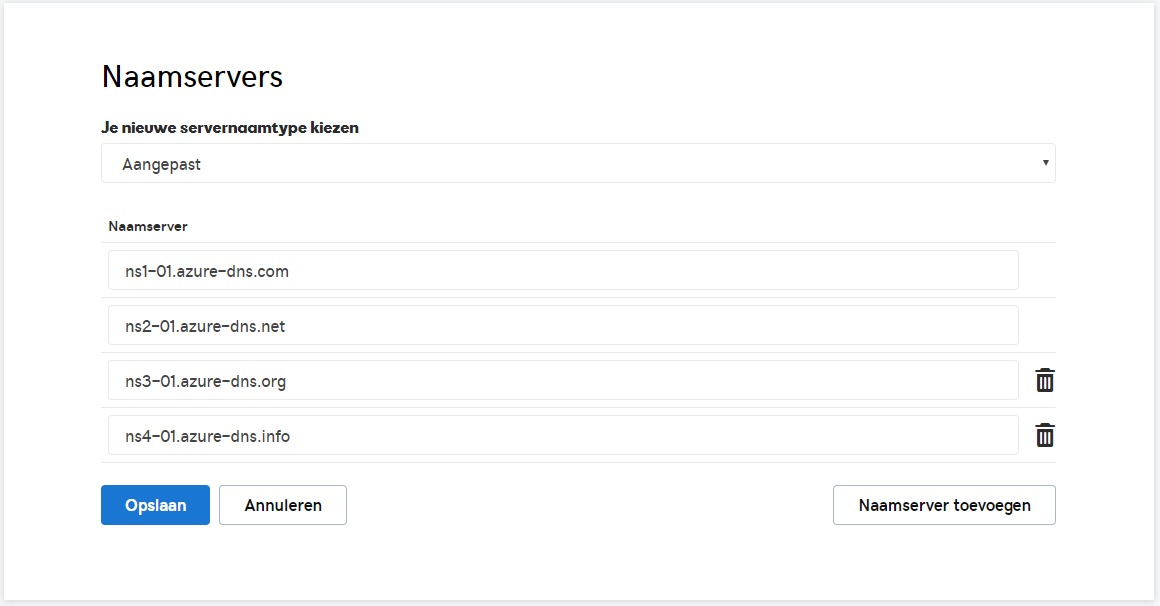 Naamservers
Je nieuwe servernaamtype kiezen
Aangepast
Naamserver
ns1-01.azure-dns.com
ns2-01.azure-dns.net
ns3-01.azure-dns.org
ns4-01.azure-dns.info
Opslaan Annuleren Naamserver toevoegen